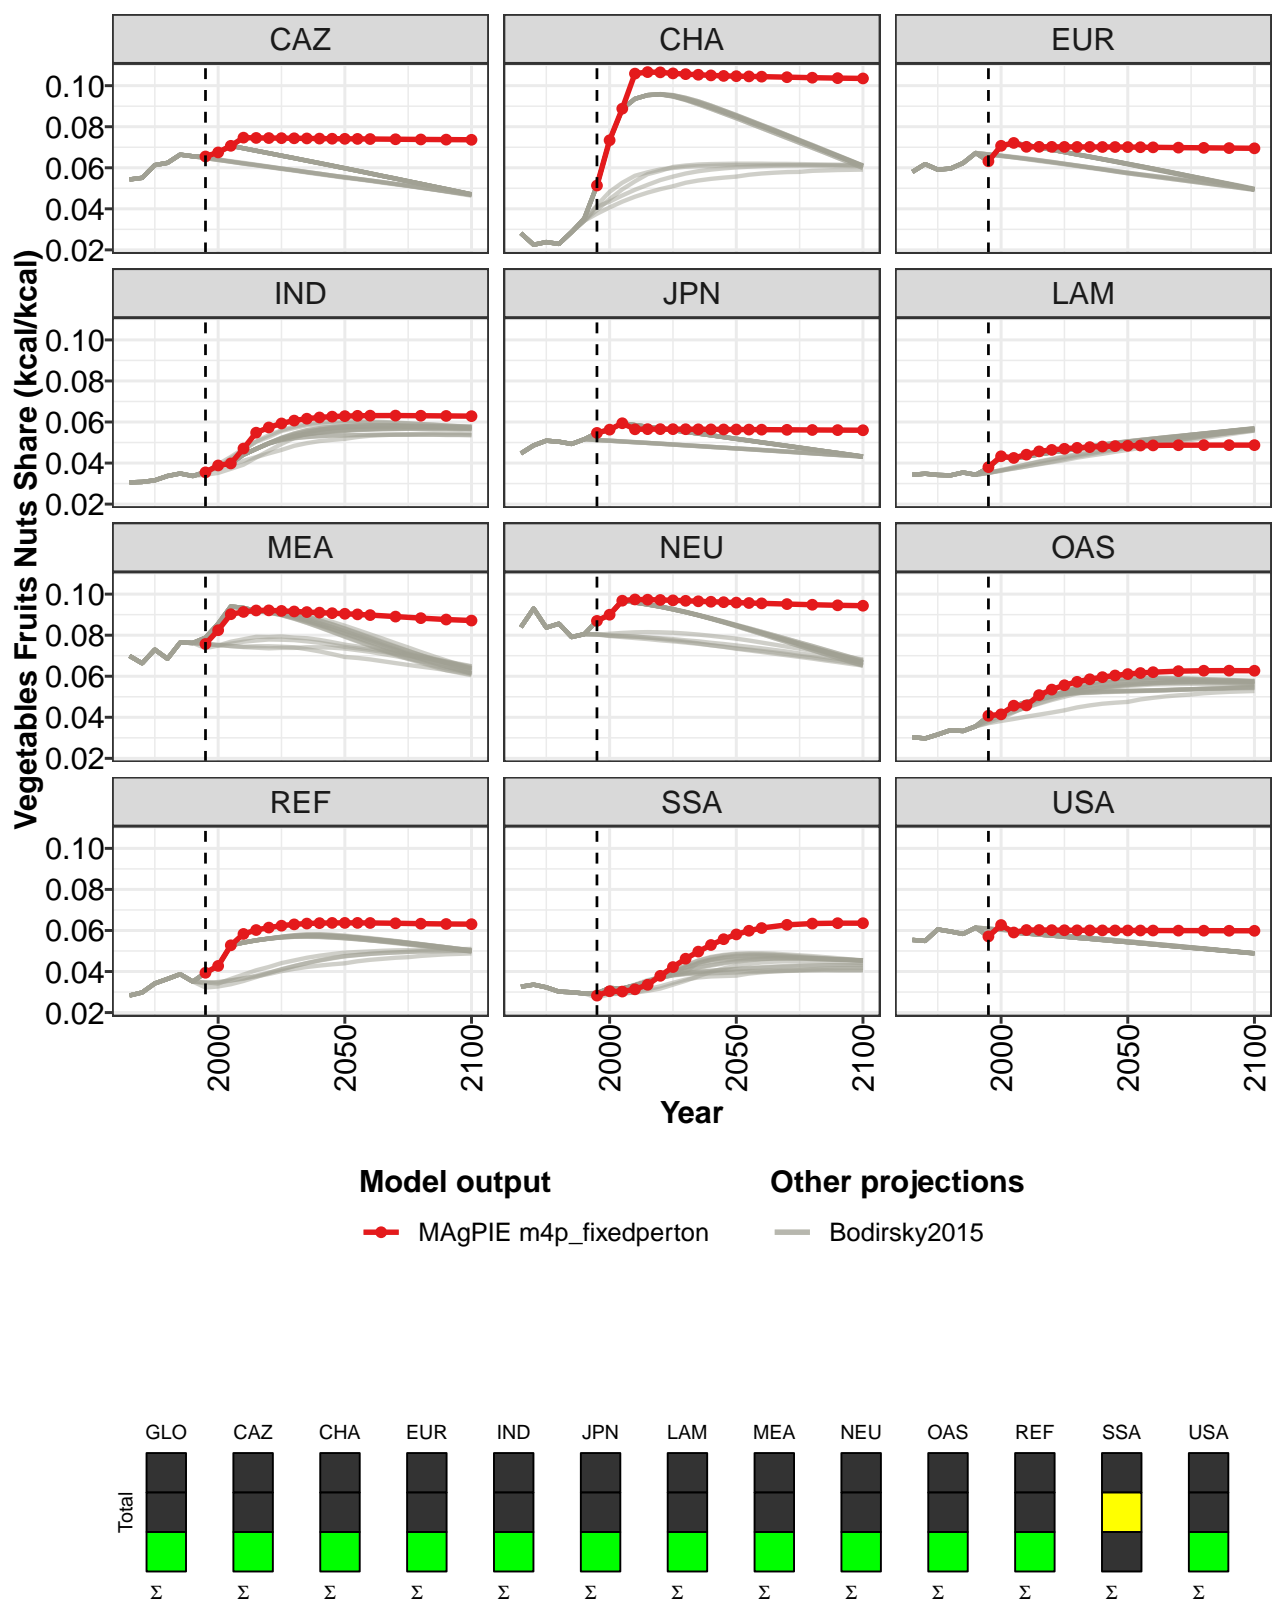 CAZ CHA EUR
0.10
0.08
0.06
0.04
0.02
IND JPN LAM
0.10
0.08
0.06
0.04
0.02
Vegetables Fruits Nuts Share (kcal/kcal)
MEA NEU OAS
0.10
0.08
0.06
0.04
0.02
REF SSA USA
0.10
0.08
0.06
0.04
0.02
2000 2050 2100 2000 2050 2100 2000 2050 2100
Year
Model output Other projections
MAgPIE m4p_fixedperton Bodirsky2015
GLO CAZ CHA EUR IND JPN LAM MEA NEU OAS REF SSA USA
Total
Σ Σ Σ Σ Σ Σ Σ Σ Σ Σ Σ Σ Σ